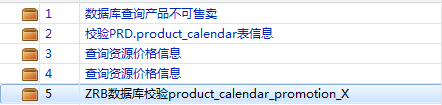 1 数据库查询产品不可售卖
2 校验PRD.product_calendar表信息
3 查询资源价格信息
4 查询资源价格信息
5 ZRB数据库校验product_calendar_promotion_X